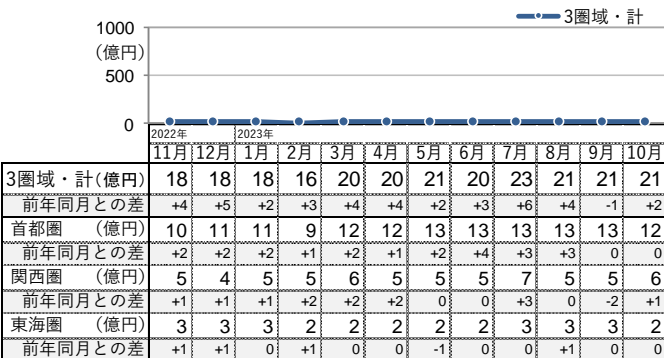 3圏域・計
1000
（億円）
500
0
2022年 2023年
11月 12月 1月 2月 3月 4月 5月 6月 7月 8月 9月 10月
3圏域・計(億円) 18 18 18 16 20 20 21 20 23 21 21 21
前年同月との差 +4 +5 +2 +3 +4 +4 +2 +3 +6 +4 -1 +2
首都圏 （億円） 10 11 11 9 12 12 13 13 13 13 13 12
前年同月との差 +2 +2 +2 +1 +2 +1 +2 +4 +3 +3 0 0
関西圏 （億円） 5 4 5 5 6 5 5 5 7 5 5 6
前年同月との差 +1 +1 +1 +2 +2 +2 0 0 +3 0 -2 +1
東海圏 （億円） 3 3 3 2 2 2 2 2 3 3 3 2
前年同月との差 +1 +1 0 +1 0 0 -1 0 0 +1 0 0